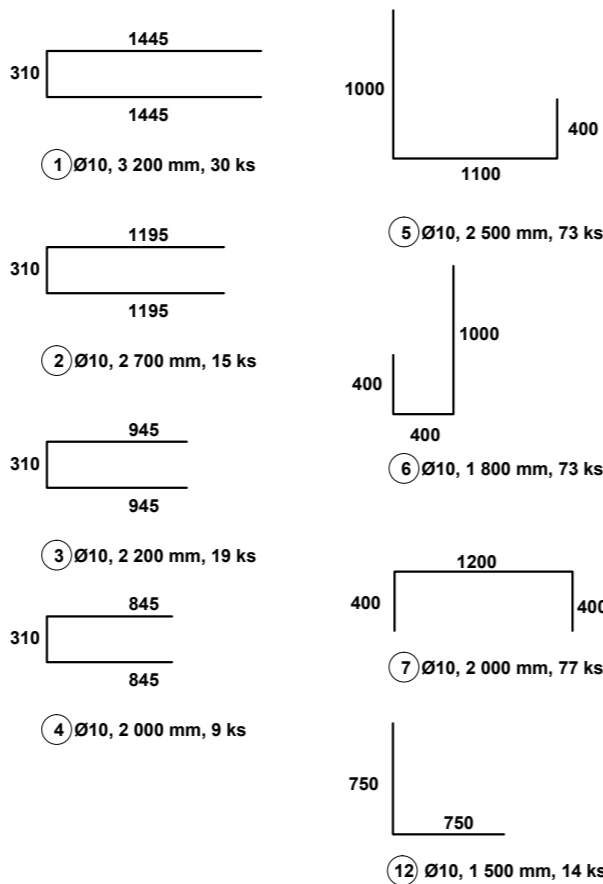 1445
310
1445
1 Ø10, 3 200 mm, 30 ks
1195
310
1195
2 Ø10, 2 700 mm, 15 ks
945
310
945
3 Ø10, 2 200 mm, 19 ks
845
310
845
4 Ø10, 2 000 mm, 9 ks
1000
400
1100
5 Ø10, 2 500 mm, 73 ks
1000
400
400
6 Ø10, 1 800 mm, 73 ks
1200
400
400
7 Ø10, 2 000 mm, 77 ks
750
750
12 Ø10, 1 500 mm, 14 ks